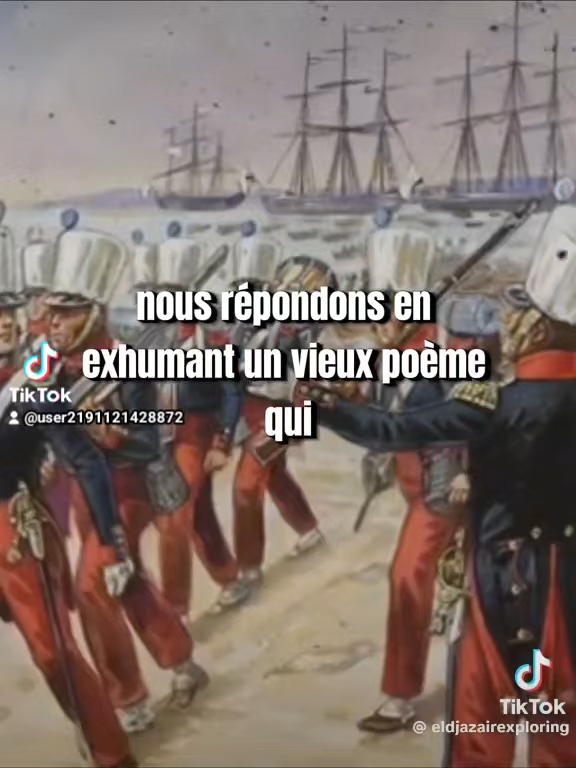 nous répondons en
exhumant un vieux poème
qui
TikTok
@user2191121428872
TikTok
@ eldjazairexploring